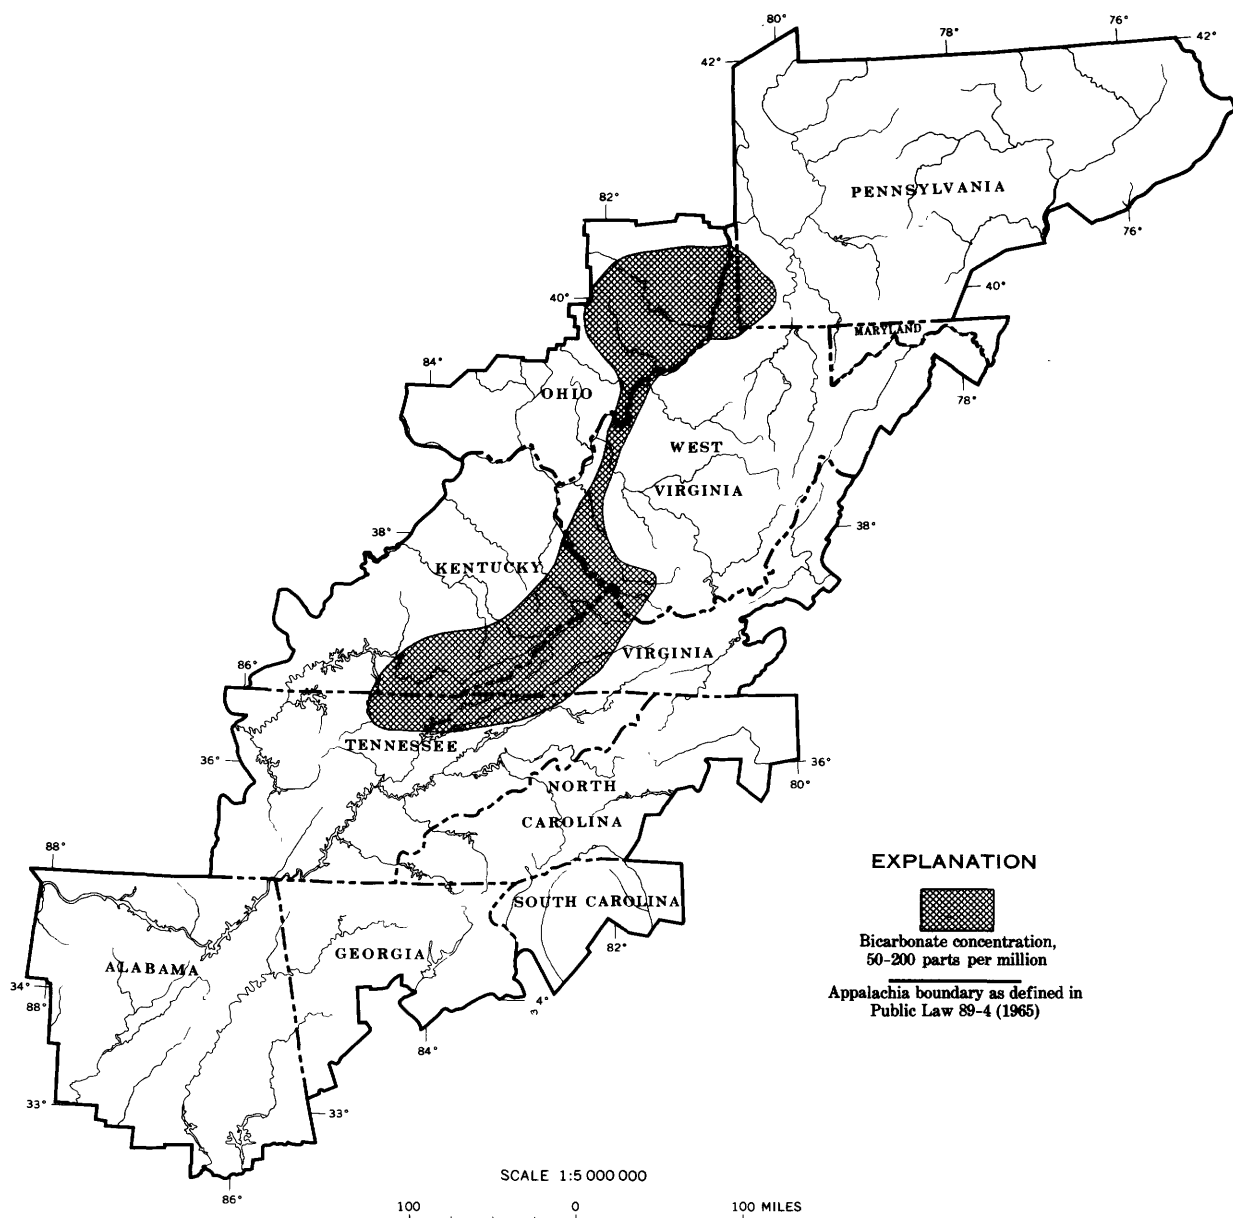 80°
76°
78°
42°
42°
PENNSYLVANIA
82°
76°
40°
40°
MARYLAND
84°
78°
OHIO
WEST
VIRGINIA
38°
38°
KENTUCKY
VIRGINIA
86°
TENNESSEE
36°
36°
80°
NORTH
CAROLINA
88°
EXPLANATION
SOUTH CAROLINA
82°
GEORGIA
ALABAMA
Bicarbonate concentration,
50-200 parts per million
34°
88°
Appalachia boundary as defined in
Public Law 89-4 (1965)
34°
84°
33°
33°
86°
SCALE 1:5 000 000
100 0 100 MILES